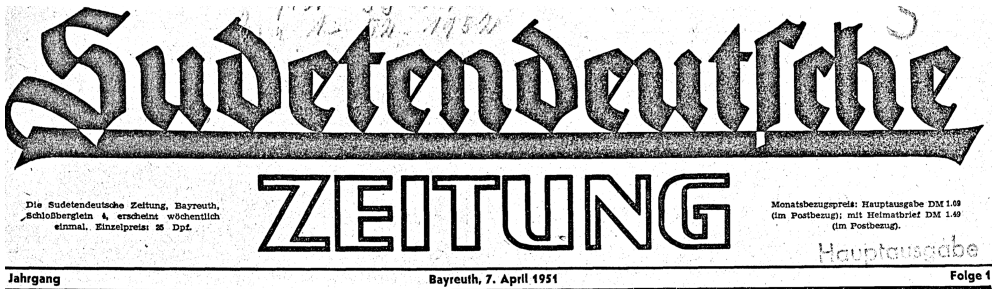 1952
Sudetendeutsche
ZEITUNG
Die Sudetendeutsche Zeitung, Bayreuth,
Schloßberglein 4, erscheint wöchentlich
einmal. Einzelpreis: 25 Dpf.
Monatsbezugspreis: Hauptausgabe DM 1.09
(im Postbezug); mit Heimatbrief DM 1.49
(im Postbezug).
Hauptausgabe
Jahrgang
Bayreuth, 7. April 1951
Folge 1